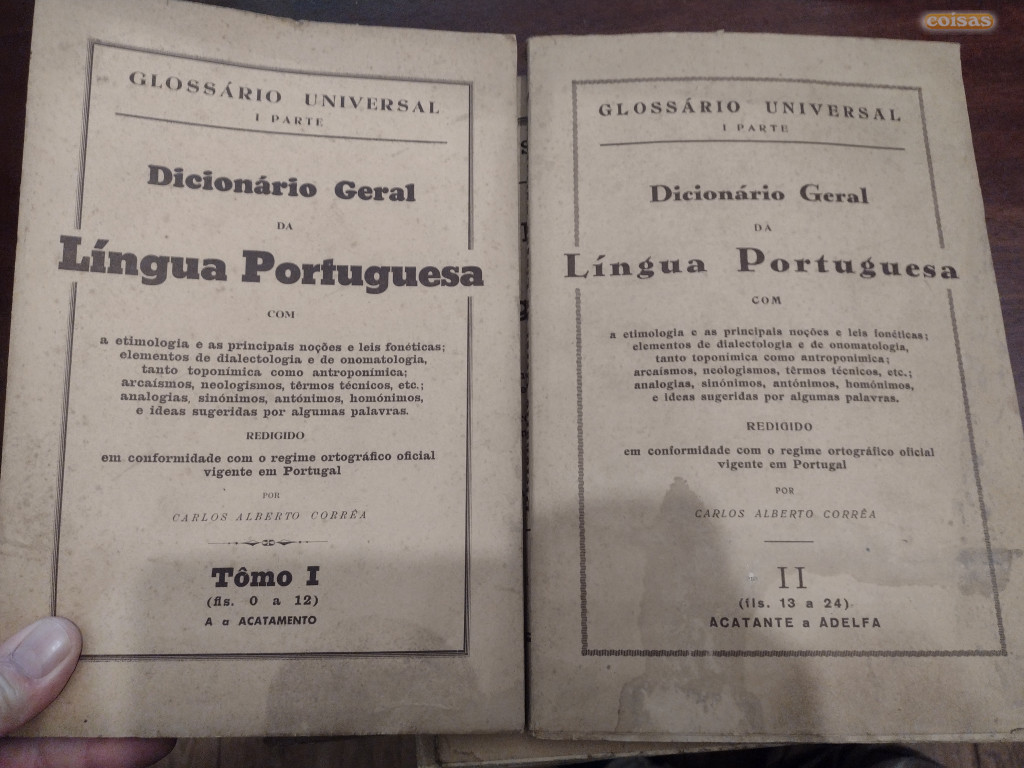 coisas
GLOSSÁRIO UNIVERSAL
I PARTE
Dicionário Geral
DA
Língua Portuguesa
COM
a etimologia e as principais noções e leis fonéticas;
elementos de dialectologia e de onomatologia,
tanto toponímica como antroponímica;
arcaísmos, neologismos, têrmos técnicos, etc.;
analogias, sinónimos, antónimos, homónimos,
e ideas sugeridas por algumas palavras.
REDIGIDO
em conformidade com o regime ortográfico oficial
vigente em Portugal
POR
CARLOS ALBERTO CORRÊA
Tômo I
(fls. 0 a 12)
A a ACATAMENTO
GLOSSÁRIO UNIVERSAL
I PARTE
Dicionário Geral
DA
Língua Portuguesa
COM
a etimologia e as principais noções e leis fonéticas;
elementos de dialectologia e de onomatologia,
tanto toponímica como antroponímica;
arcaísmos, neologismos, têrmos técnicos, etc.;
analogias, sinónimos, antónimos, homónimos,
e ideas sugeridas por algumas palavras.
REDIGIDO
em conformidade com o regime ortográfico oficial
vigente em Portugal
POR
CARLOS ALBERTO CORRÊA
II
(fls. 13 a 24)
ACATANTE a ADELFA